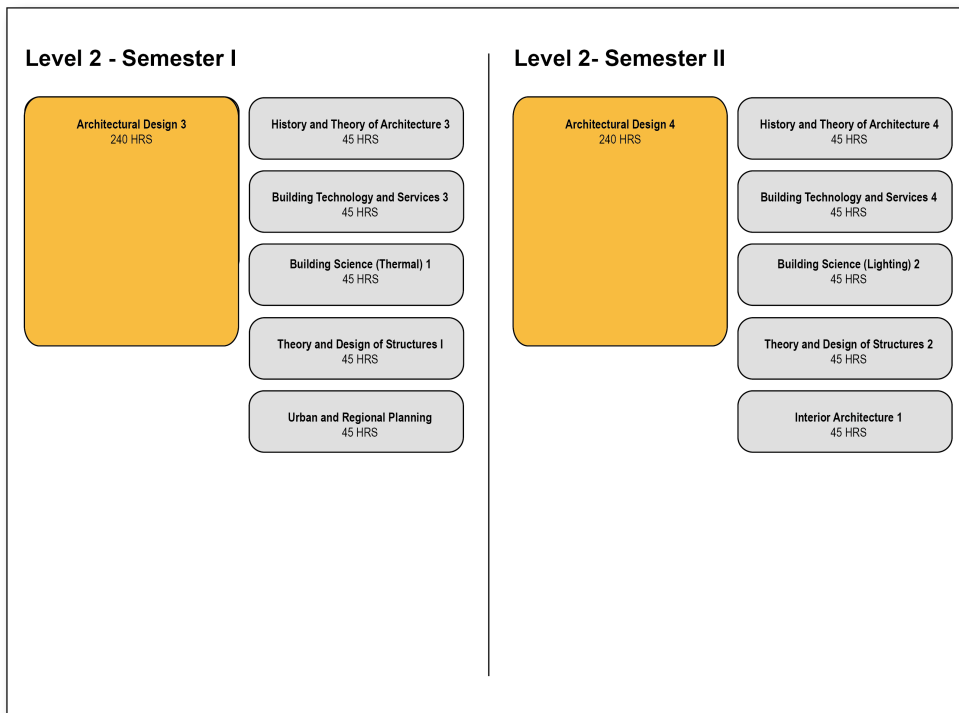 Level 2 - Semester I
Architectural Design 3
240 HRS
History and Theory of Architecture 3
45 HRS
Building Technology and Services 3
45 HRS
Building Science (Thermal) 1
45 HRS
Theory and Design of Structures I
45 HRS
Urban and Regional Planning
45 HRS
Level 2- Semester II
Architectural Design 4
240 HRS
History and Theory of Architecture 4
45 HRS
Building Technology and Services 4
45 HRS
Building Science (Lighting) 2
45 HRS
Theory and Design of Structures 2
45 HRS
Interior Architecture 1
45 HRS